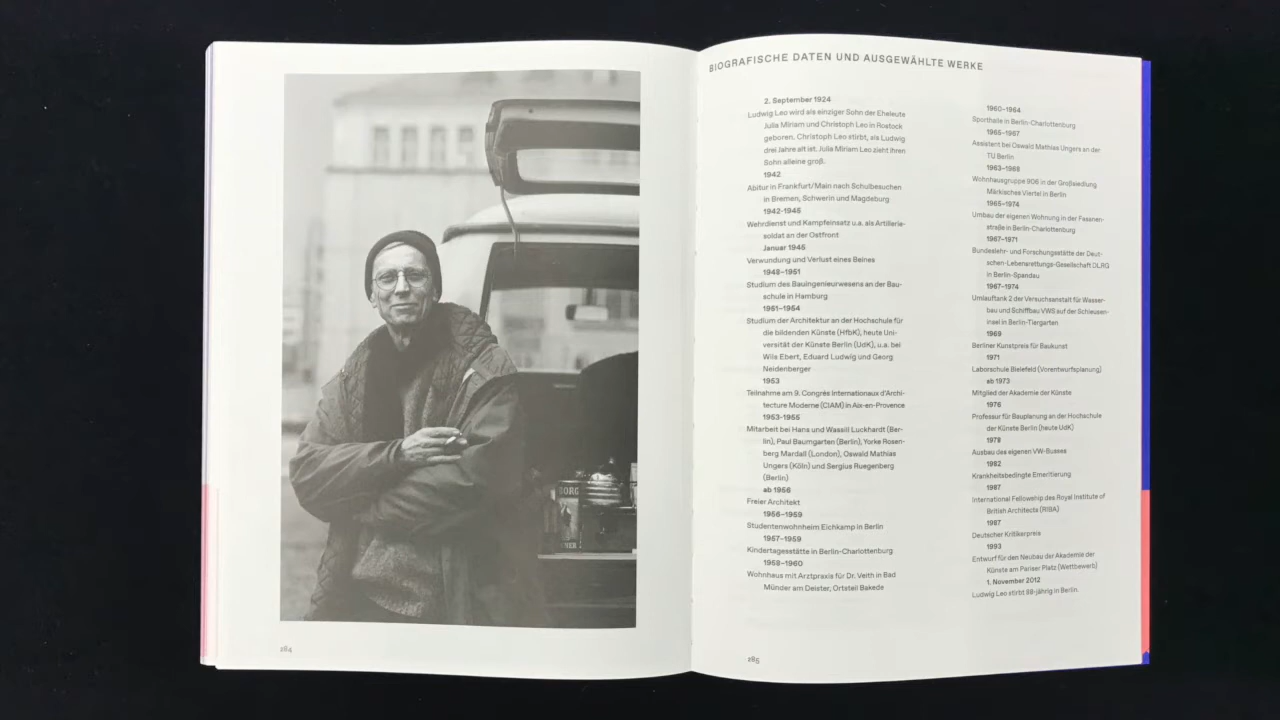 GORG
284
BIOGRAFISCHE DATEN UND AUSGEWÄHLTE WERKE
2. September 1924
Ludwig Leo wird als einziger Sohn der Eheleute
Julia Miriam und Christoph Leo in Rostock
geboren. Christoph Leo stirbt, als Ludwig
drei Jahre alt ist. Julia Miriam Leo zieht ihren
Sohn alleine groß.
1942
Abitur in Frankfurt/Main nach Schulbesuchen
in Bremen, Schwerin und Magdeburg
1942-1945
Wehrdienst und Kampfeinsatz u.a. als Artillerie-
soldat an der Ostfront
Januar 1945
Verwundung und Verlust eines Beines
1948–1951
Studium des Bauingenieurwesens an der Bau-
schule in Hamburg
1951–1954
Studium der Architektur an der Hochschule für
die bildenden Künste (HfbK), heute Uni-
versität der Künste Berlin (UdK), u.a. bei
Wils Ebert, Eduard Ludwig und Georg
Neidenberger
1953
Teilnahme am 9. Congrès Internationaux d'Archi-
tecture Moderne (CIAM) in Aix-en-Provence
1953-1955
Mitarbeit bei Hans und Wassili Luckhardt (Ber-
lin), Paul Baumgarten (Berlin), Yorke Rosen-
berg Mardall (London), Oswald Mathias
Ungers (Köln) und Sergius Ruegenberg
(Berlin)
ab 1956
Freier Architekt
1956–1959
Studentenwohnheim Eichkamp in Berlin
1957–1959
Kindertagesstätte in Berlin-Charlottenburg
1958–1960
Wohnhaus mit Arztpraxis für Dr. Veith in Bad
Münder am Deister, Ortsteil Bakede
1960–1964
Sporthalle in Berlin-Charlottenburg
1965–1967
Assistent bei Oswald Mathias Ungers an der
TU Berlin
1963–1968
Wohnhausgruppe 906 in der Großsiedlung
Märkisches Viertel in Berlin
1965–1974
Umbau der eigenen Wohnung in der Fasanen-
straße in Berlin-Charlottenburg
1967–1971
Bundeslehr- und Forschungsstätte der Deut-
schen-Lebensrettungs-Gesellschaft DLRG
in Berlin-Spandau
1967–1974
Umlauftank 2 der Versuchsanstalt für Wasser-
bau und Schiffbau VWS auf der Schleusen-
insel in Berlin-Tiergarten
1969
Berliner Kunstpreis für Baukunst
1971
Laborschule Bielefeld (Vorentwurfsplanung)
ab 1973
Mitglied der Akademie der Künste
1976
Professur für Bauplanung an der Hochschule
der Künste Berlin (heute UdK)
1978
Ausbau des eigenen VW-Busses
1982
Krankheitsbedingte Emeritierung
1987
International Fellowship des Royal Institute of
British Architects (RIBA)
1987
Deutscher Kritikerpreis
1993
Entwurf für den Neubau der Akademie der
Künste am Pariser Platz (Wettbewerb)
1. November 2012
Ludwig Leo stirbt 88-jährig in Berlin.
285